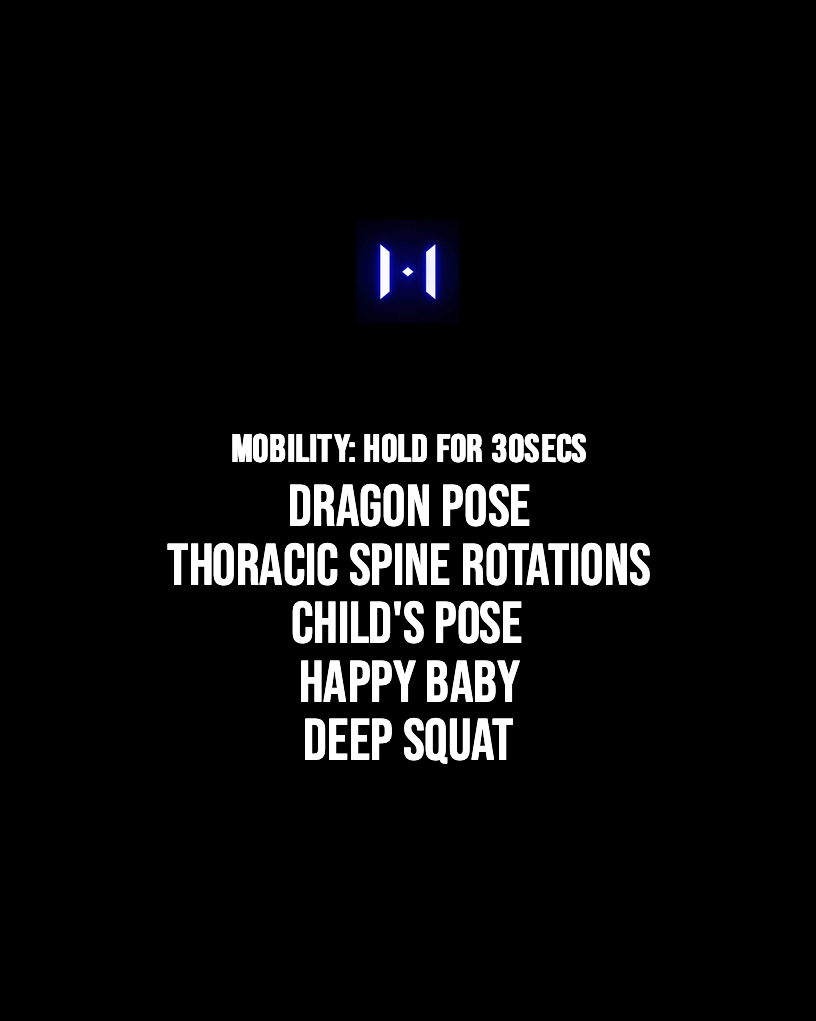 MOBILITY: HOLD FOR 30SECS
DRAGON POSE
THORACIC SPINE ROTATIONS
CHILD'S POSE
HAPPY BABY
DEEP SQUAT